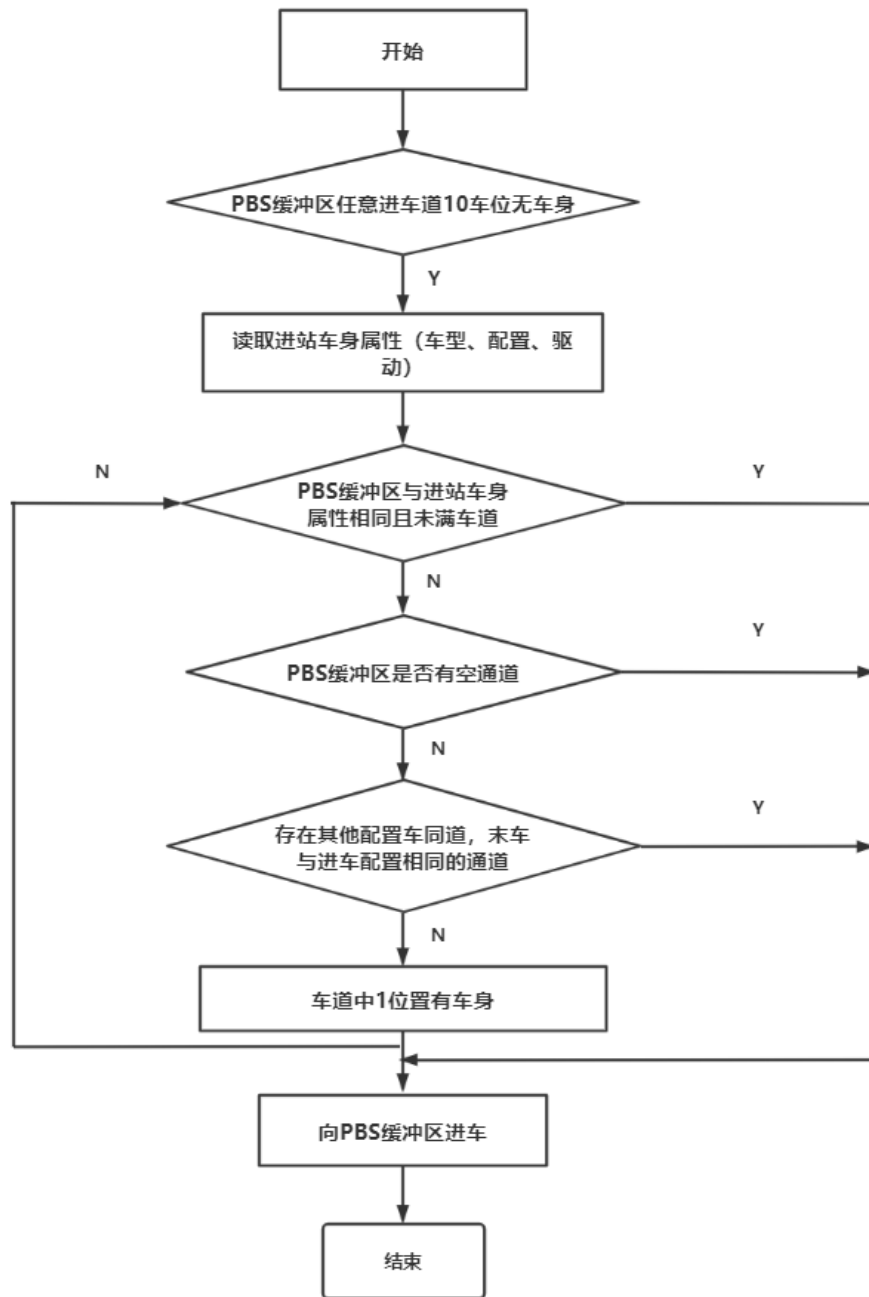 开始
PBS缓冲区任意进车道10车位无车身
Y
读取进站车身属性（车型、配置、驱
动）
N
PBS缓冲区与进站车身
属性相同且未满车道
Y
N
PBS缓冲区是否有空通道
Y
N
存在其他配置车同道，末车
与进车配置相同的通道
Y
N
车道中1位置有车身
向PBS缓冲区进车
结束